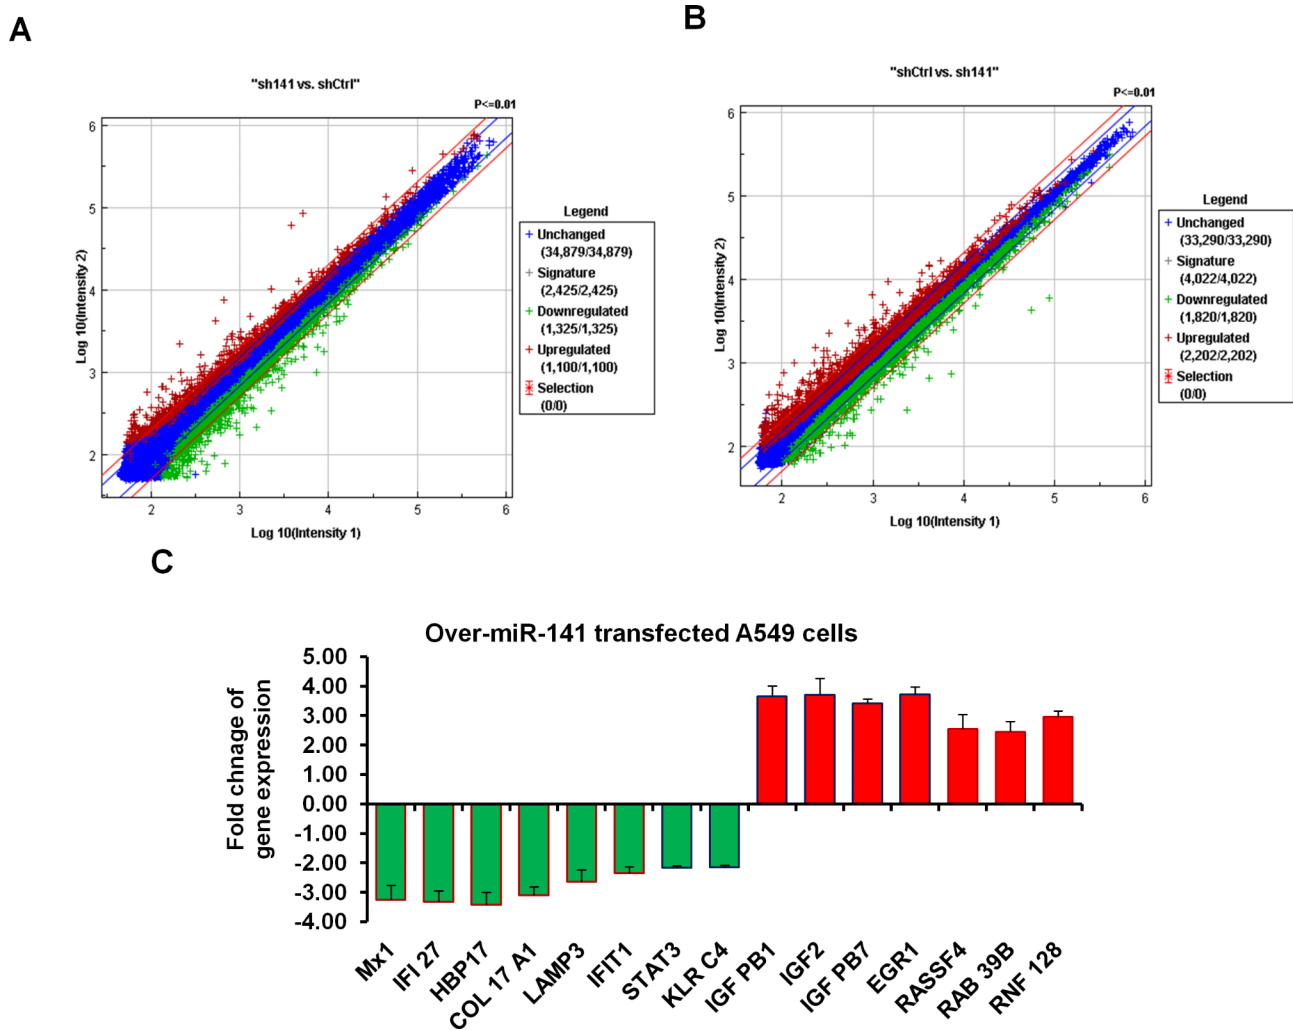 A
"sh141 vs. shCtrl"
P<=0.01
6
5
4
3
2
Log 10(Intensity 2)
2 3 4 5 6
Log 10(Intensity 1)
Legend
Unchanged
(34,879/34,879)
Signature
(2,425/2,425)
Downregulated
(1,325/1,325)
Upregulated
(1,100/1,100)
Selection
(0/0)
B
"shCtrl vs. sh141"
P<=0.01
6
5
4
3
2
Log 10(Intensity 2)
2 3 4 5 6
Log 10(Intensity 1)
Legend
Unchanged
(33,290/33,290)
Signature
(4,022/4,022)
Downregulated
(1,820/1,820)
Upregulated
(2,202/2,202)
Selection
(0/0)
C
Over-miR-141 transfected A549 cells
Fold chnage of
gene expression
5.00
4.00
3.00
2.00
1.00
0.00
-1.00
-2.00
-3.00
-4.00
Mx1
IFI 27
HBP17
COL 17 A1
LAMP3
IFIT1
STAT3
KLR C4
IGF PB1
IGF2
IGF PB7
EGR1
RASSF4
RAB 39B
RNF 128